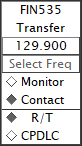 FIN535
Transfer
129.900
Select Freq
Monitor
Contact
R/T
CPDLC